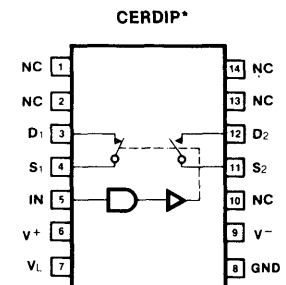 CERDIP*
NC 1 14 NC
NC 2 13 NC
D1 3 12 D2
S1 4 11 S2
IN 5 10 NC
V+ 6 9 V−
VL 7 8 GND